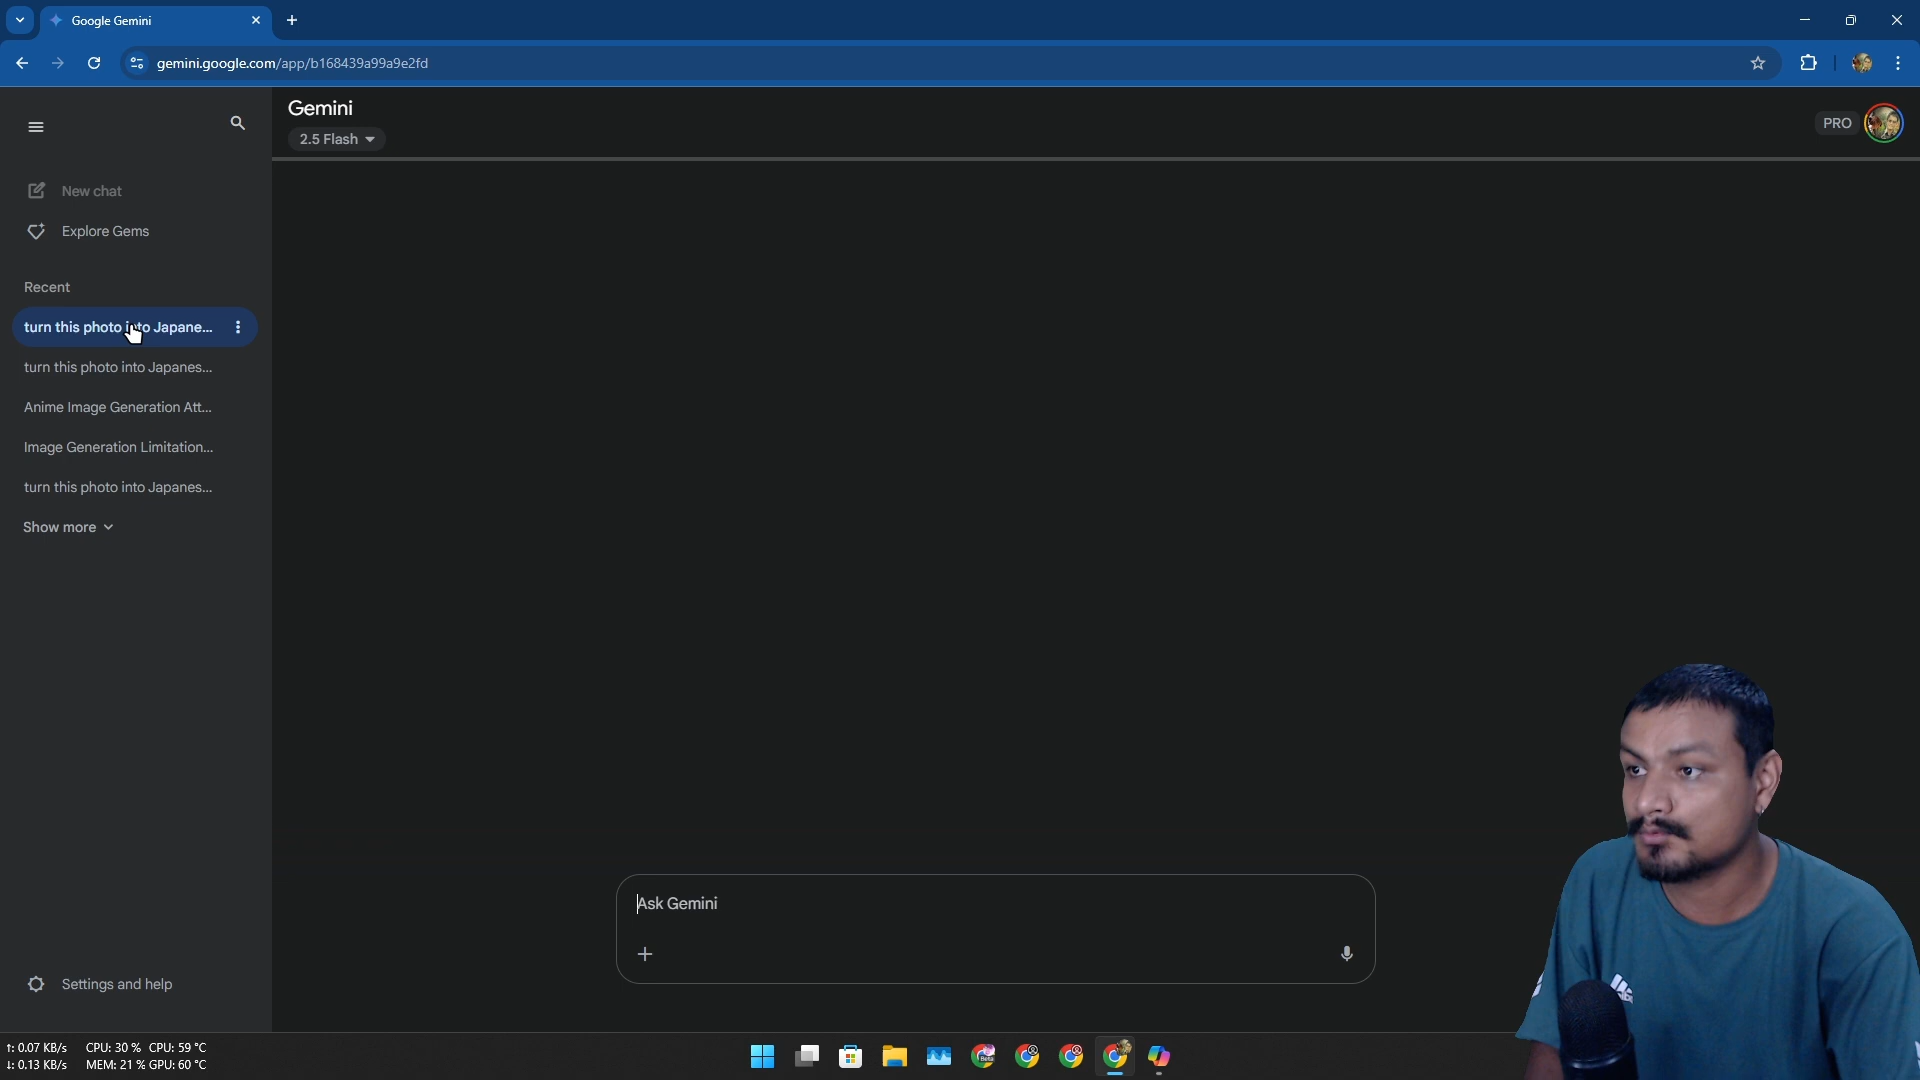 Google Gemini
gemini.google.com/app/b168439a99a9e2fd
Gemini
2.5 Flash
PRO
New chat
Explore Gems
Recent
turn this photo into Japane...
turn this photo into Japanes...
Anime Image Generation Att...
Image Generation Limitation...
turn this photo into Japanes...
Show more
Ask Gemini
Settings and help
↑: 0.07 KB/s CPU: 30 % CPU: 59 °C
↓: 0.13 KB/s MEM: 21 % GPU: 60 °C
Beta